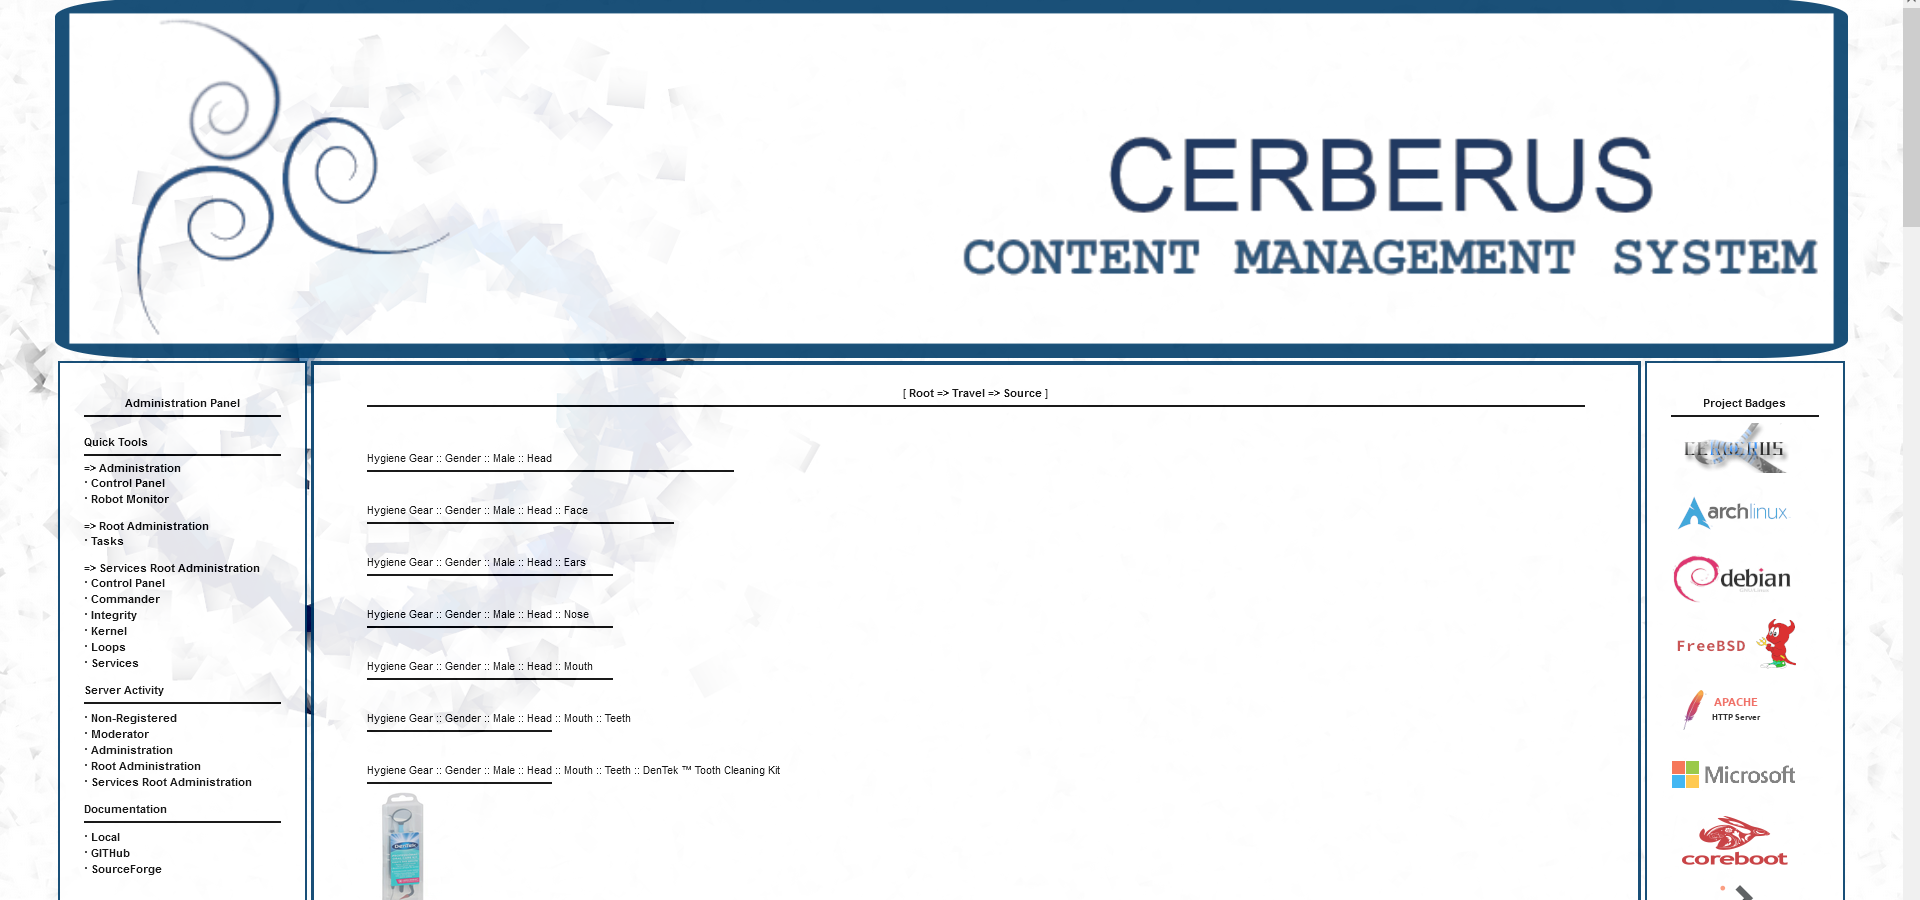 CERBERUS
CONTENT MANAGEMENT SYSTEM
Administration Panel
Quick Tools
=> Administration
· Control Panel
· Robot Monitor
=> Root Administration
· Tasks
=> Services Root Administration
· Control Panel
· Commander
· Integrity
· Kernel
· Loops
· Services
Server Activity
· Non-Registered
· Moderator
· Administration
· Root Administration
· Services Root Administration
Documentation
· Local
· GITHub
· SourceForge
[ Root => Travel => Source ]
Hygiene Gear :: Gender :: Male :: Head
Hygiene Gear :: Gender :: Male :: Head :: Face
Hygiene Gear :: Gender :: Male :: Head :: Ears
Hygiene Gear :: Gender :: Male :: Head :: Nose
Hygiene Gear :: Gender :: Male :: Head :: Mouth
Hygiene Gear :: Gender :: Male :: Head :: Mouth :: Teeth
Hygiene Gear :: Gender :: Male :: Head :: Mouth :: Teeth :: DenTek ™ Tooth Cleaning Kit
DenTek
Project Badges
CERBERUS
archlinux
debian
FreeBSD
APACHE
HTTP Server
Microsoft
coreboot